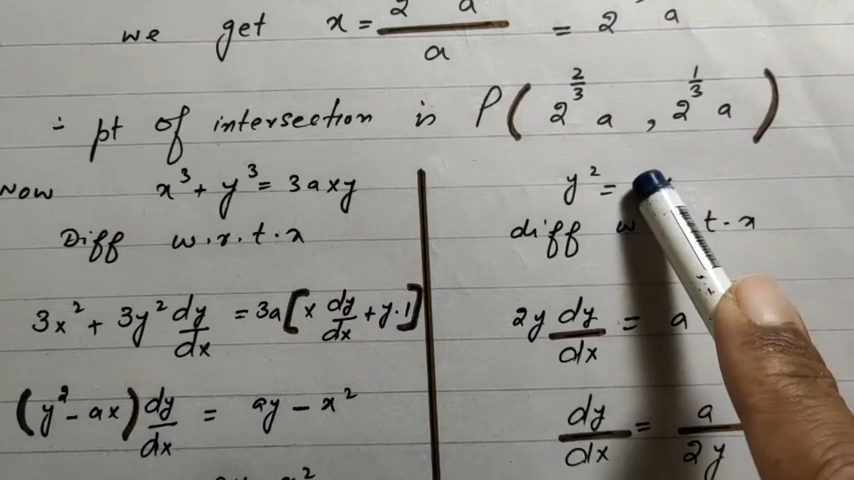 we get x = 2 a / a = 2 a
∴ pt of intersection is P(2^{2/3} a, 2^{1/3} a)
Now x³ + y³ = 3axy
Diff w.r.t.x
3x² + 3y² dy/dx = 3a[x dy/dx + y.1]
(y² - ax) dy/dx = ay - x²
y² =
diff w t.x
2y dy/dx = a
dy/dx = a/2y